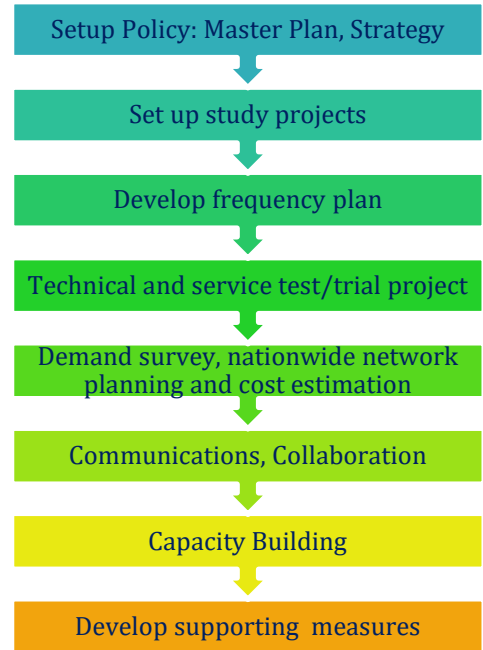 Setup Policy: Master Plan, Strategy
Set up study projects
Develop frequency plan
Technical and service test/trial project
Demand survey, nationwide network
planning and cost estimation
Communications, Collaboration
Capacity Building
Develop supporting measures